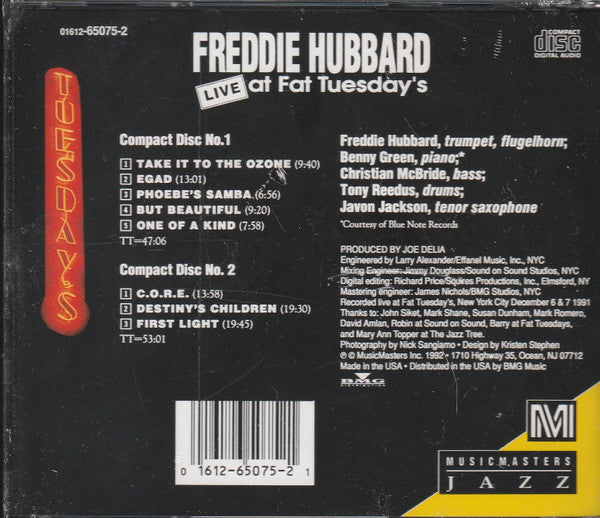 01612-65075-2
FREDDIE HUBBARD
LIVE at Fat Tuesday's
COMPACT
disc
DIGITAL AUDIO
TUESDAYS
Compact Disc No.1
1 TAKE IT TO THE OZONE (9:40)
2 EGAD (13:01)
3 PHOEBE'S SAMBA (6:56)
4 BUT BEAUTIFUL (9:20)
5 ONE OF A KIND (7:58)
TT=47:06
Compact Disc No. 2
1 C.O.R.E. (13:58)
2 DESTINY'S CHILDREN (19:30)
3 FIRST LIGHT (19:45)
TT=53:01
Freddie Hubbard, trumpet, flugelhorn;
Benny Green, piano;*
Christian McBride, bass;
Tony Reedus, drums;
Javon Jackson, tenor saxophone
*Courtesy of Blue Note Records
PRODUCED BY JOE DELIA
Engineered by Larry Alexander/Effanel Music, Inc., NYC
Mixing Engineer: Jimmy Douglass/Sound on Sound Studios, NYC
Digital editing: Richard Price/Squires Productions, Inc., Elmsford, NY
Mastering engineer: James Nichols/BMG Studios, NYC
Recorded live at Fat Tuesday's, New York City December 6 & 7 1991
Thanks to: John Siket, Mark Shane, Susan Dunham, Mark Romero,
David Amlan, Robin at Sound on Sound, Barry at Fat Tuesdays,
and Mary Ann Topper at The Jazz Tree.
Photography by Nick Sangiamo • Design by Kristen Stephen
℗ © MusicMasters Inc. 1992 • 1710 Highway 35, Ocean, NJ 07712
Made in the USA • Distributed in the USA by BMG Music
BMG
DISTRIBUTION
0 1612-65075-2 1
MM
MUSICMASTERS
JAZZ